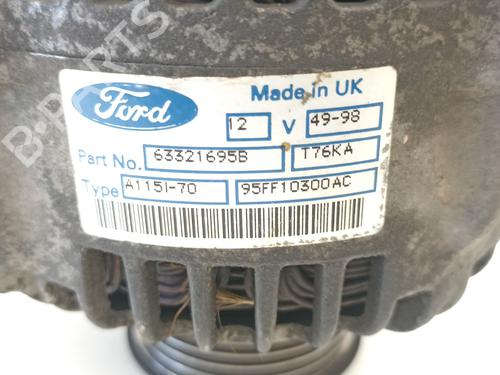 B-PARTS
Ford
Made in UK
12 V 49-98
Part No. 63321695B T76KA
Type A115I-70 95FF10300AC